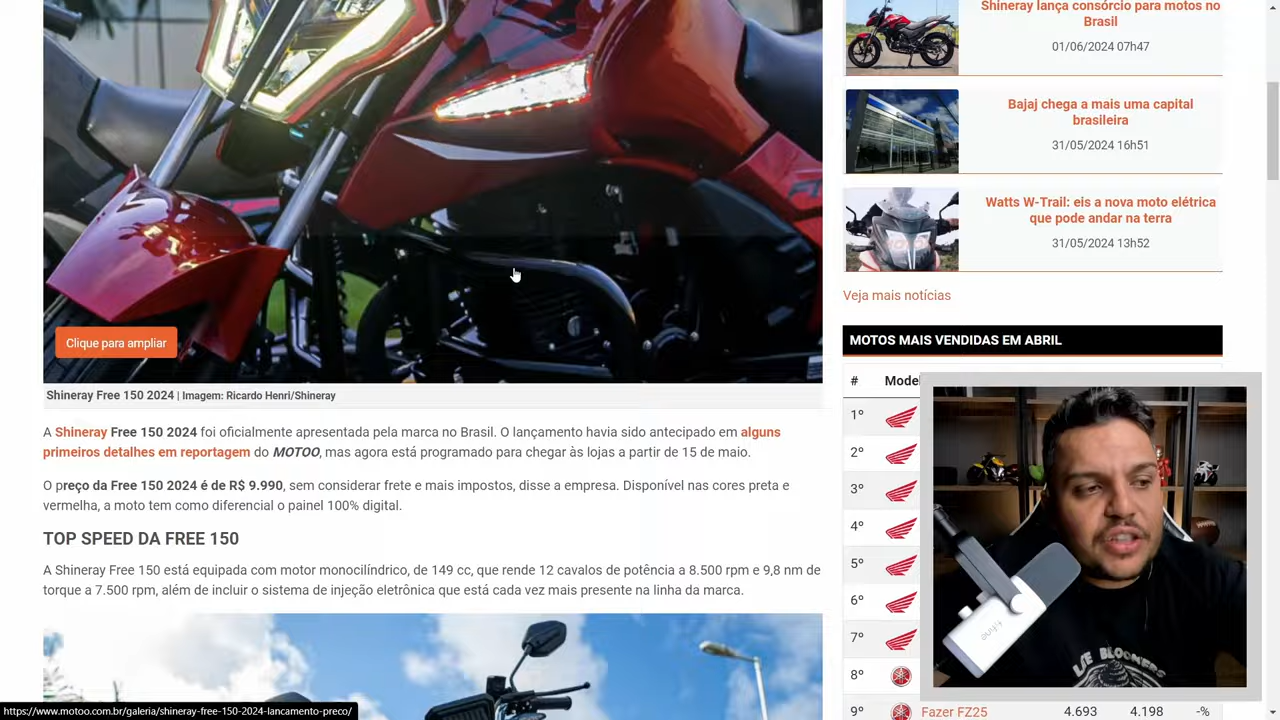 Clique para ampliar
Shineray Free 150 2024 | Imagem: Ricardo Henri/Shineray
A Shineray Free 150 2024 foi oficialmente apresentada pela marca no Brasil. O lançamento havia sido antecipado em alguns
primeiros detalhes em reportagem do MOTOO, mas agora está programado para chegar às lojas a partir de 15 de maio.
O preço da Free 150 2024 é de R$ 9.990, sem considerar frete e mais impostos, disse a empresa. Disponível nas cores preta e
vermelha, a moto tem como diferencial o painel 100% digital.
TOP SPEED DA FREE 150
A Shineray Free 150 está equipada com motor monocilíndrico, de 149 cc, que rende 12 cavalos de potência a 8.500 rpm e 9,8 nm de
torque a 7.500 rpm, além de incluir o sistema de injeção eletrônica que está cada vez mais presente na linha da marca.
https://www.motoo.com.br/galeria/shineray-free-150-2024-lancamento-preco/
Shineray lança consórcio para motos no
Brasil
01/06/2024 07h47
Bajaj chega a mais uma capital
brasileira
31/05/2024 16h51
Watts W-Trail: eis a nova moto elétrica
que pode andar na terra
31/05/2024 13h52
Veja mais notícias
MOTOS MAIS VENDIDAS EM ABRIL
# Mode
1º
2º
3º
4º
5º
6º
7º
8º
9º Fazer FZ25 4.693 4.198 -%